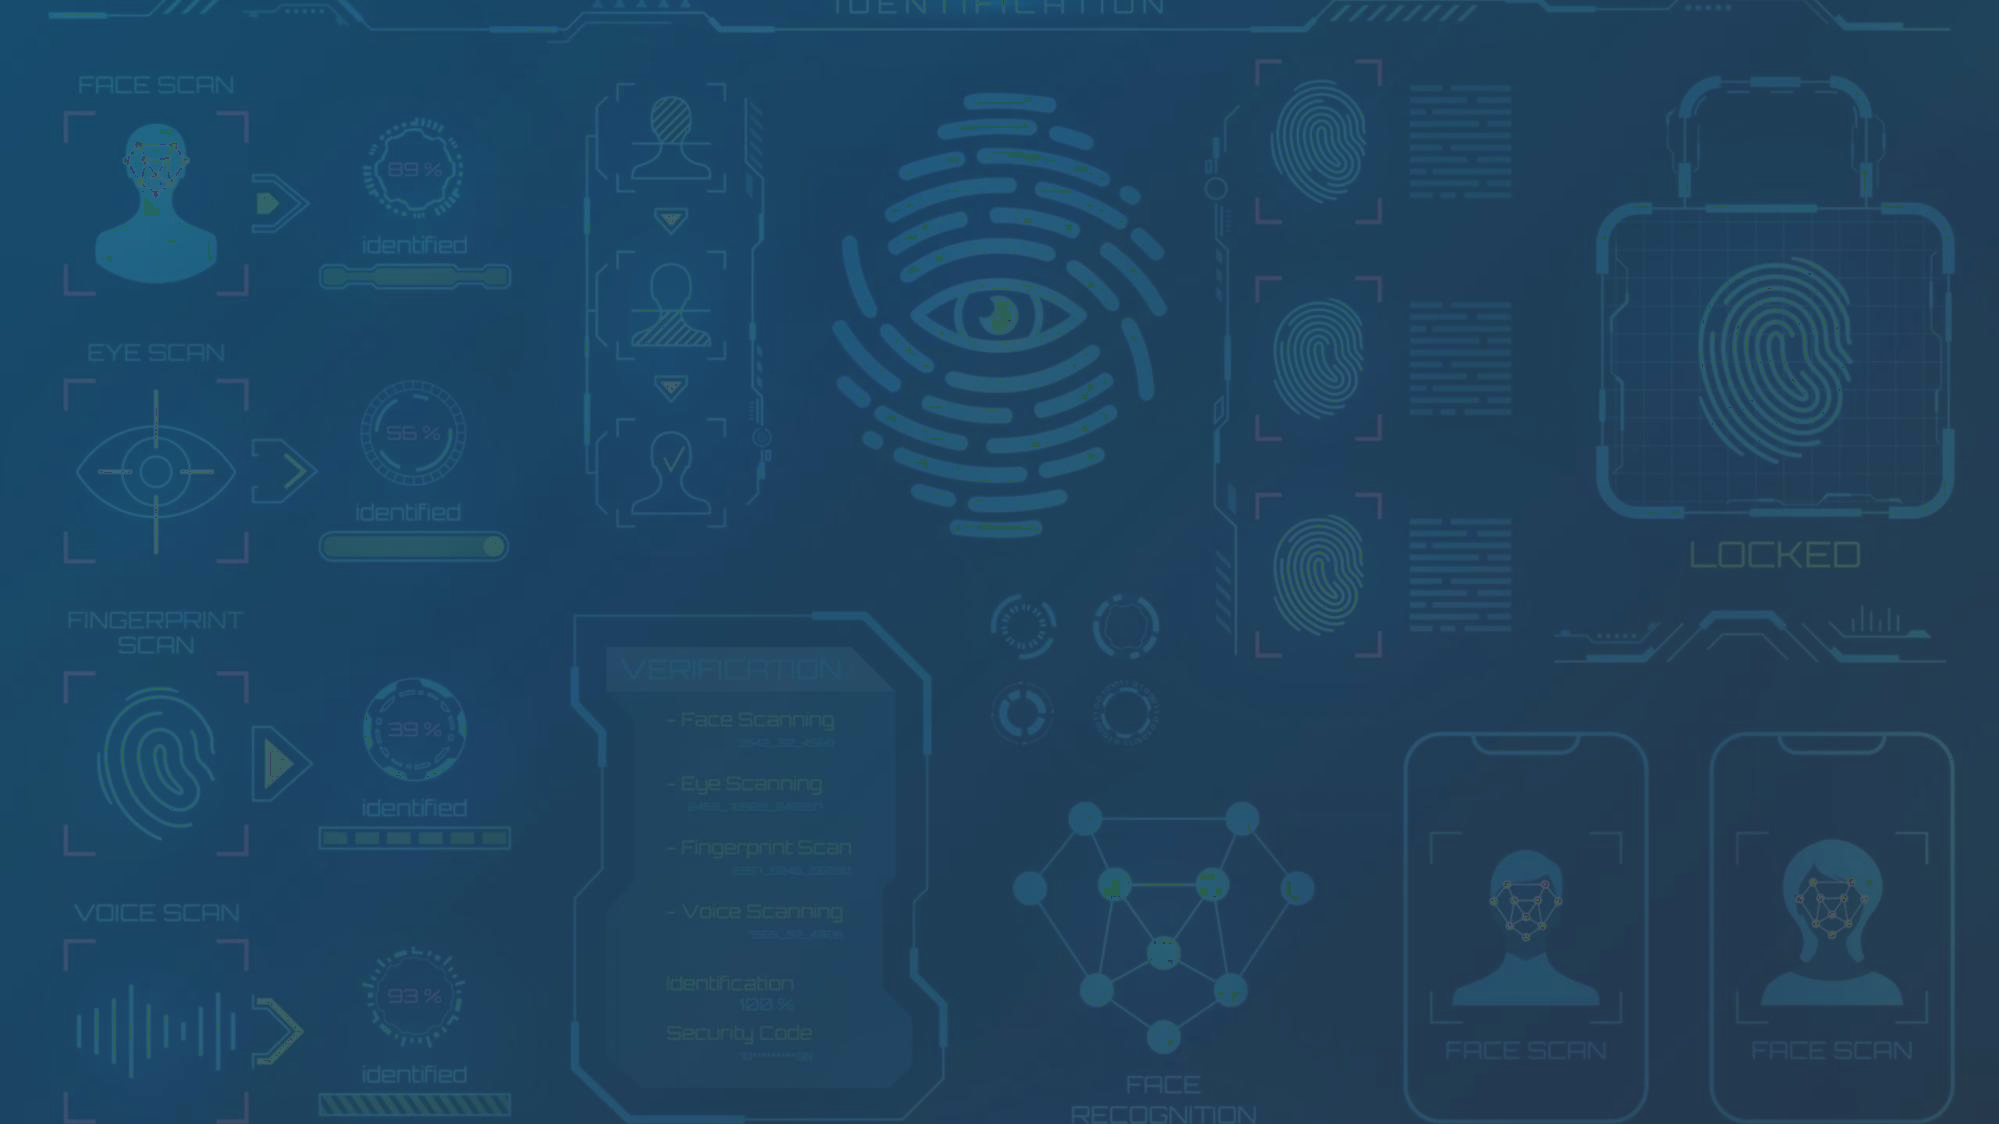 IDENTIFICATION
FACE SCAN
89 %
identified
EYE SCAN
56 %
identified
FINGERPRINT
SCAN
39 %
identified
VOICE SCAN
93 %
identified
VERIFICATION
- Face Scanning
- Eye Scanning
- Fingerprint Scan
- Voice Scanning
Identification
100 %
Security Code
FACE
RECOGNITION
LOCKED
FACE SCAN
FACE SCAN